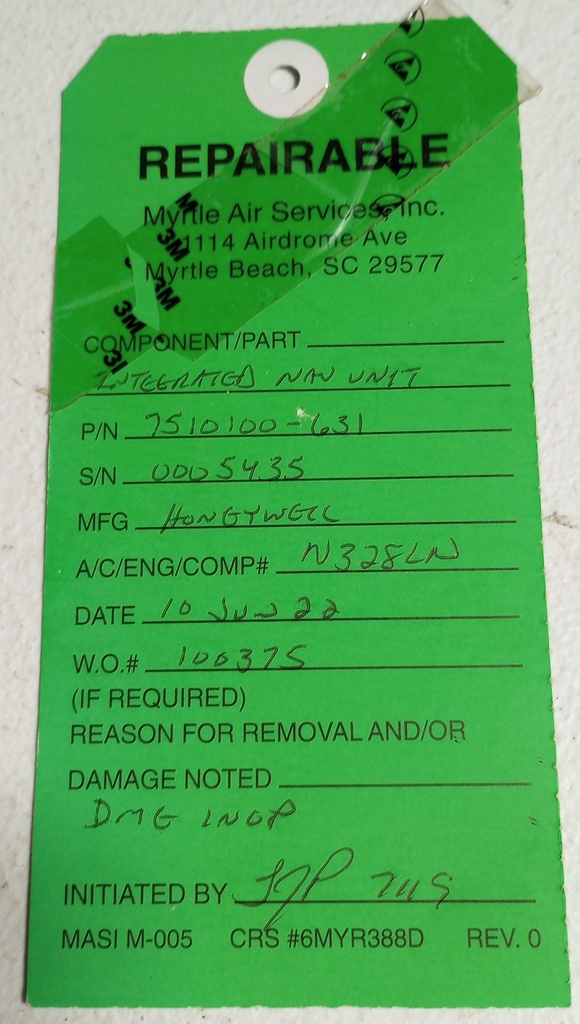 REPAIRABLE
Myrtle Air Services, Inc.
1114 Airdrome Ave
Myrtle Beach, SC 29577
3M
3M
3M
COMPONENT/PART
INTEGRATED NAV UNIT
P/N 7510100-631
S/N 0005435
MFG HONEYWELL
A/C/ENG/COMP# N328LN
DATE 10 JUN 22
W.O.# 100375
(IF REQUIRED)
REASON FOR REMOVAL AND/OR
DAMAGE NOTED
DME INOP
INITIATED BY
MASI M-005 CRS #6MYR388D REV. 0